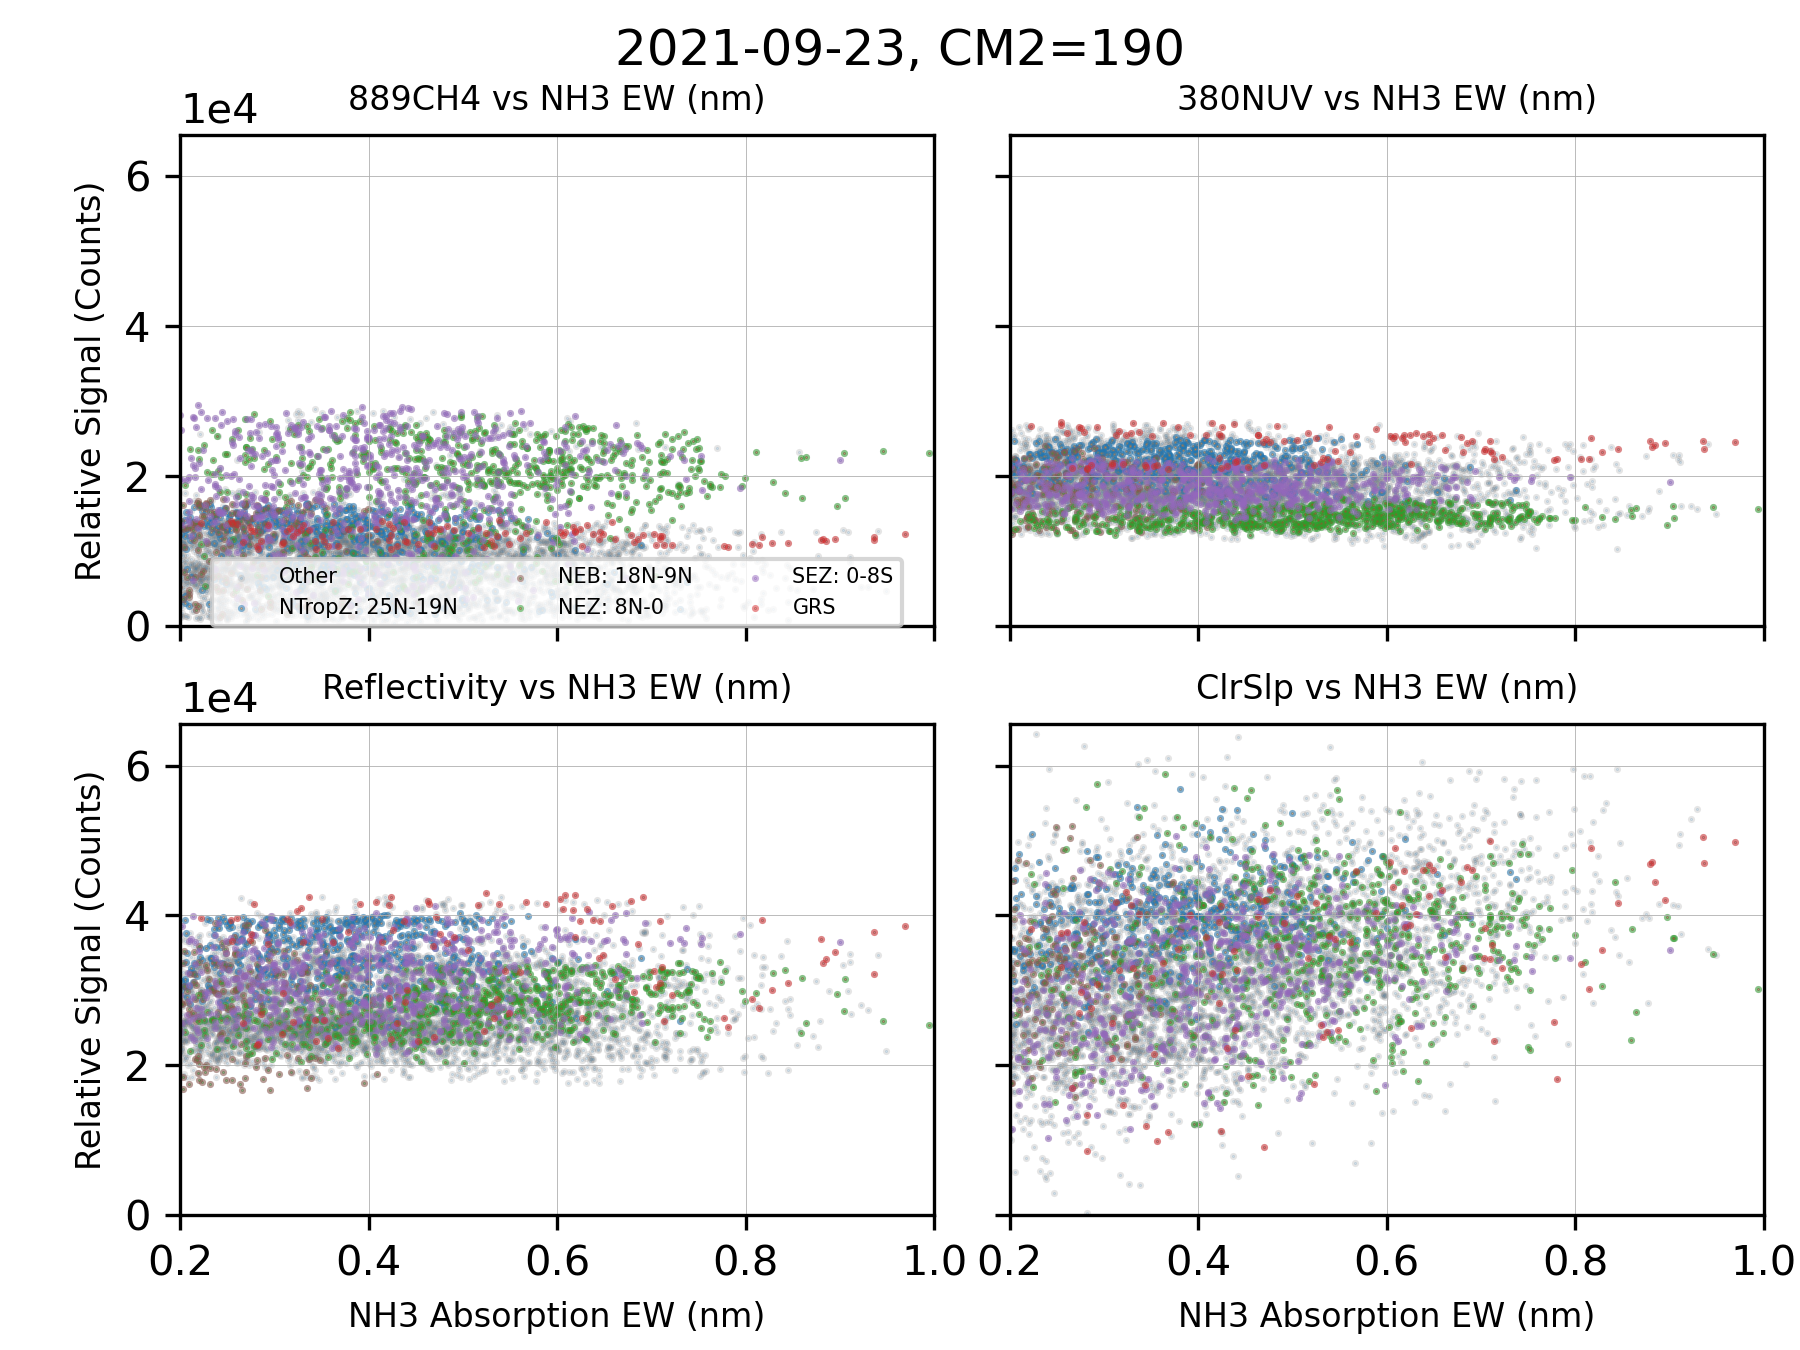 2021-09-23, CM2=190
889CH4 vs NH3 EW (nm)
380NUV vs NH3 EW (nm)
1e4
6
4
2
0
Relative Signal (Counts)
Other
NTropZ: 25N-19N
NEB: 18N-9N
NEZ: 8N-0
SEZ: 0-8S
GRS
Reflectivity vs NH3 EW (nm)
ClrSlp vs NH3 EW (nm)
1e4
6
4
2
0
Relative Signal (Counts)
0.2 0.4 0.6 0.8 1.0
0.2 0.4 0.6 0.8 1.0
NH3 Absorption EW (nm)
NH3 Absorption EW (nm)